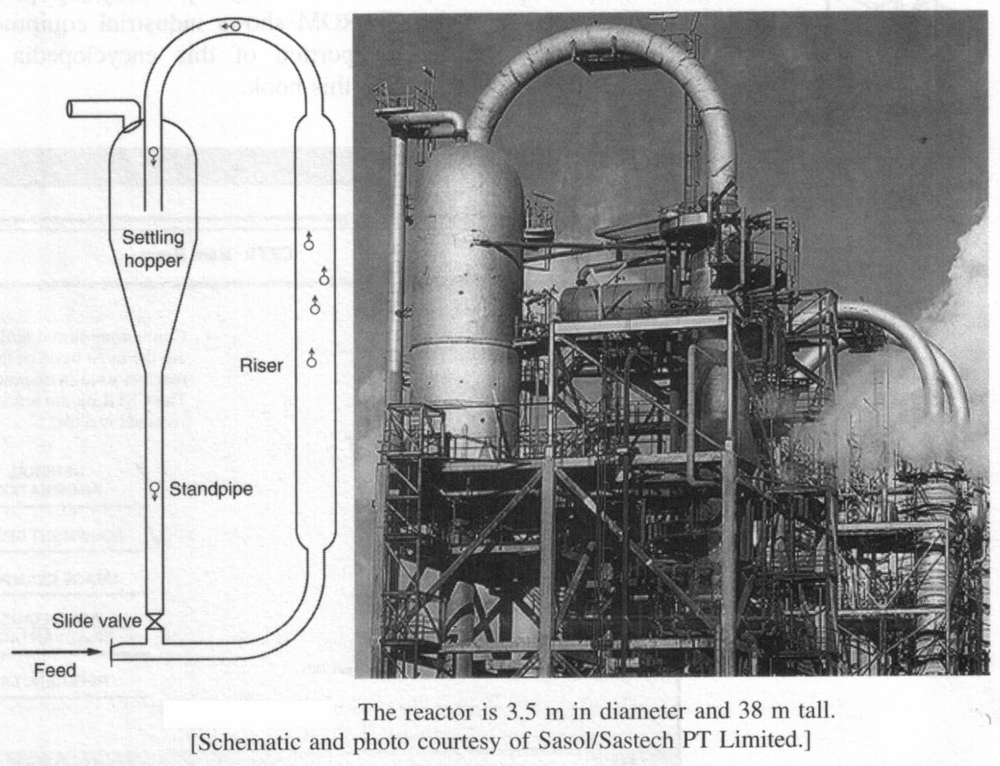 Settling
hopper
Riser
Standpipe
Slide valve
Feed
The reactor is 3.5 m in diameter and 38 m tall.
[Schematic and photo courtesy of Sasol/Sastech PT Limited.]